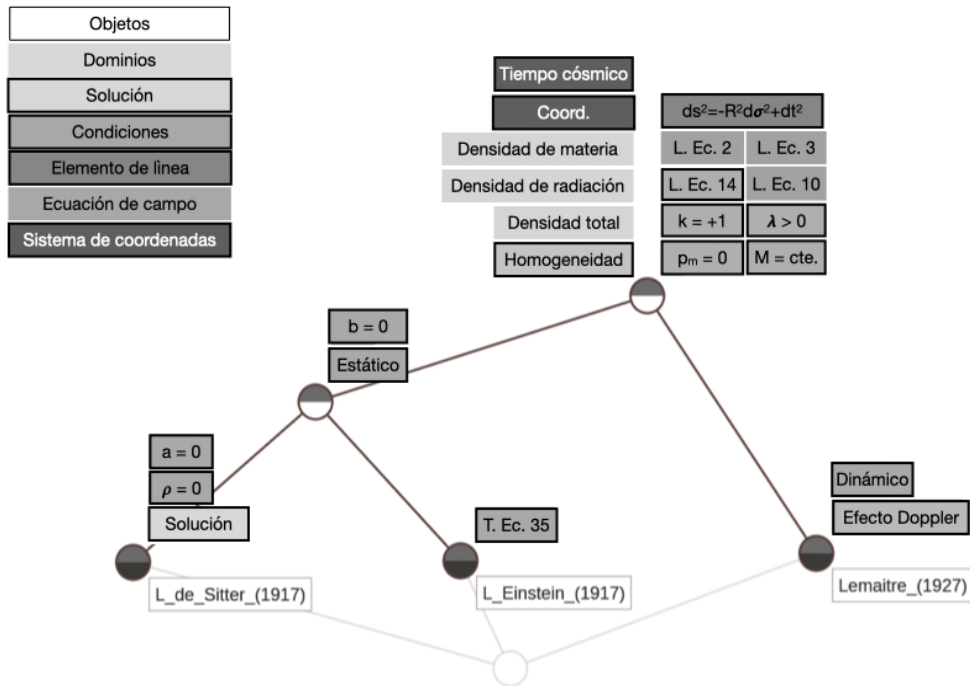 Objetos
Dominios
Solución
Condiciones
Elemento de lìnea
Ecuación de campo
Sistema de coordenadas
Tiempo cósmico
Coord.
ds²=-R²dσ²+dt²
Densidad de materia
L. Ec. 2
L. Ec. 3
Densidad de radiación
L. Ec. 14
L. Ec. 10
Densidad total
k = +1
λ > 0
Homogeneidad
pₘ = 0
M = cte.
b = 0
Estático
a = 0
ρ = 0
Solución
T. Ec. 35
Dinámico
Efecto Doppler
L_de_Sitter_(1917)
L_Einstein_(1917)
Lemaitre_(1927)